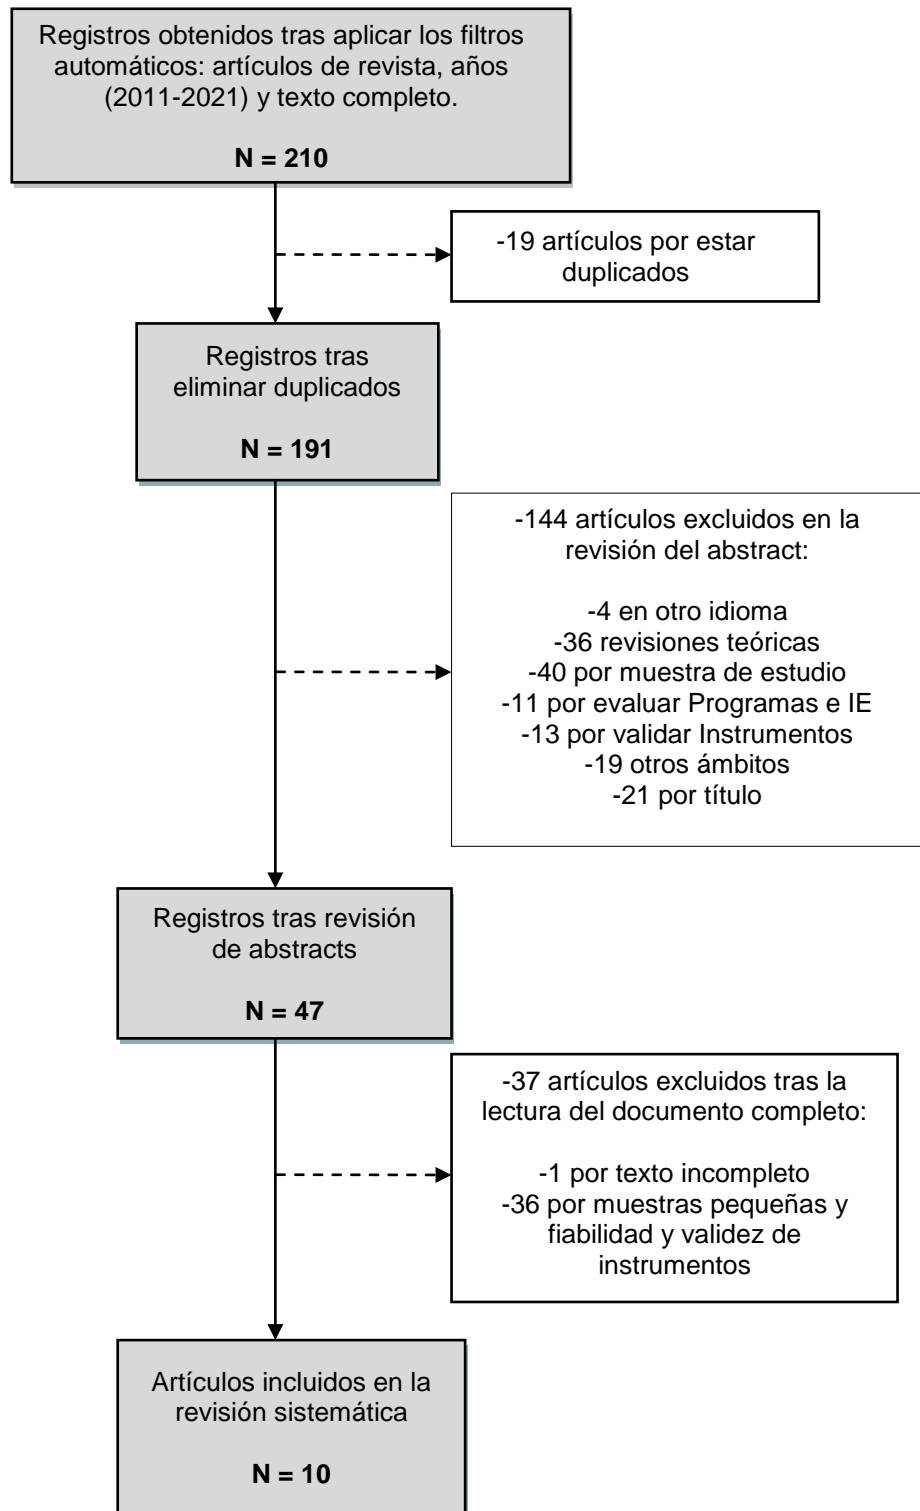 Registros obtenidos tras aplicar los filtros
automáticos: artículos de revista, años
(2011-2021) y texto completo.
N = 210
-19 artículos por estar
duplicados
Registros tras
eliminar duplicados
N = 191
-144 artículos excluidos en la
revisión del abstract:
-4 en otro idioma
-36 revisiones teóricas
-40 por muestra de estudio
-11 por evaluar Programas e IE
-13 por validar Instrumentos
-19 otros ámbitos
-21 por título
Registros tras revisión
de abstracts
N = 47
-37 artículos excluidos tras la
lectura del documento completo:
-1 por texto incompleto
-36 por muestras pequeñas y
fiabilidad y validez de
instrumentos
Artículos incluidos en la
revisión sistemática
N = 10